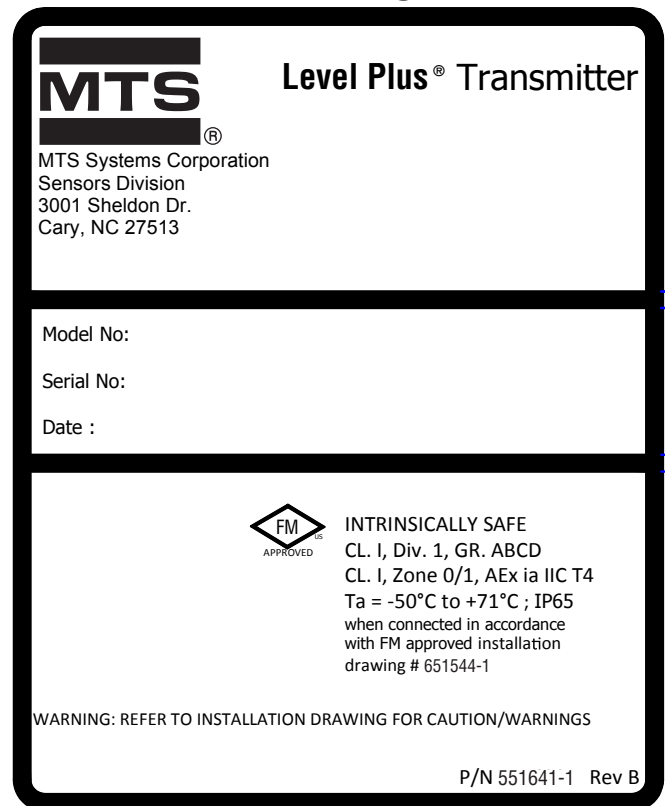 MTS
®
Level Plus® Transmitter
MTS Systems Corporation
Sensors Division
3001 Sheldon Dr.
Cary, NC 27513
Model No:
Serial No:
Date :
FM
US
APPROVED
INTRINSICALLY SAFE
CL. I, Div. 1, GR. ABCD
CL. I, Zone 0/1, AEx ia IIC T4
Ta = -50°C to +71°C ; IP65
when connected in accordance
with FM approved installation
drawing # 651544-1
WARNING: REFER TO INSTALLATION DRAWING FOR CAUTION/WARNINGS
P/N 551641-1 Rev B